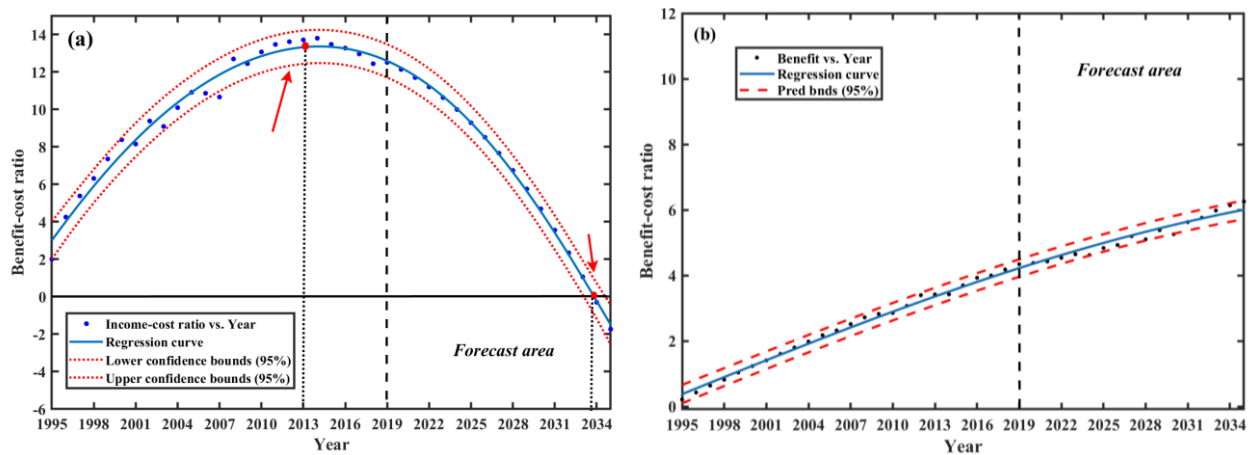 (a)
14
12
10
8
6
4
2
0
-2
-4
-6
Benefit-cost ratio
Income-cost ratio vs. Year
Regression curve
Lower confidence bounds (95%)
Upper confidence bounds (95%)
Forecast area
1995 1998 2001 2004 2007 2010 2013 2016 2019 2022 2025 2028 2031 2034
Year
(b)
12
10
8
6
4
2
0
Benefit-cost ratio
Benefit vs. Year
Regression curve
Pred bnds (95%)
Forecast area
1995 1998 2001 2004 2007 2010 2013 2016 2019 2022 2025 2028 2031 2034
Year